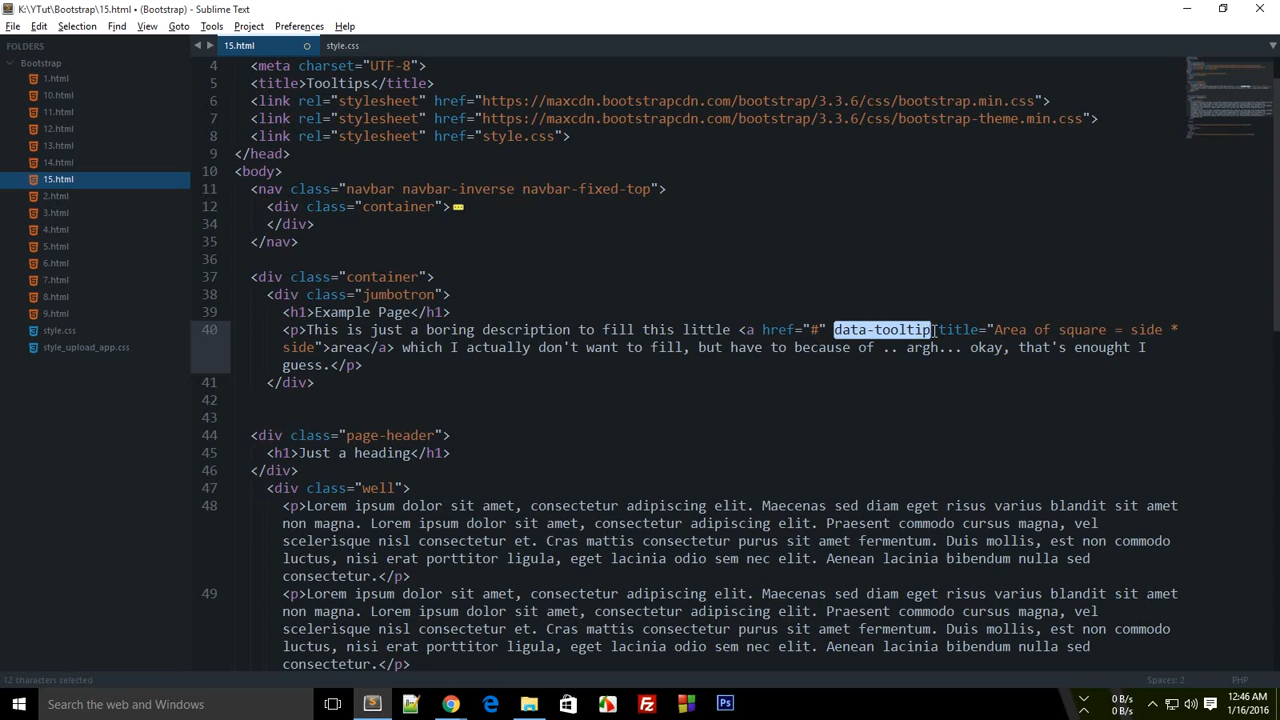 K:\YTut\Bootstrap\15.html • (Bootstrap) - Sublime Text
File Edit Selection Find View Goto Tools Project Preferences Help
FOLDERS
Bootstrap
1.html
10.html
11.html
12.html
13.html
14.html
15.html
2.html
3.html
4.html
5.html
6.html
7.html
8.html
9.html
style.css
style_upload_app.css
15.html style.css
4 <meta charset="UTF-8">
5 <title>Tooltips</title>
6 <link rel="stylesheet" href="https://maxcdn.bootstrapcdn.com/bootstrap/3.3.6/css/bootstrap.min.css">
7 <link rel="stylesheet" href="https://maxcdn.bootstrapcdn.com/bootstrap/3.3.6/css/bootstrap-theme.min.css">
8 <link rel="stylesheet" href="style.css">
9 </head>
10 <body>
11 <nav class="navbar navbar-inverse navbar-fixed-top">
12 <div class="container">
34 </div>
35 </nav>
36
37 <div class="container">
38 <div class="jumbotron">
39 <h1>Example Page</h1>
40 <p>This is just a boring description to fill this little <a href="#" data-tooltip title="Area of square = side *
side">area</a> which I actually don't want to fill, but have to because of .. argh... okay, that's enought I
guess.</p>
41 </div>
42
43
44 <div class="page-header">
45 <h1>Just a heading</h1>
46 </div>
47 <div class="well">
48 <p>Lorem ipsum dolor sit amet, consectetur adipiscing elit. Maecenas sed diam eget risus varius blandit sit amet
non magna. Lorem ipsum dolor sit amet, consectetur adipiscing elit. Praesent commodo cursus magna, vel
scelerisque nisl consectetur et. Cras mattis consectetur purus sit amet fermentum. Duis mollis, est non commodo
luctus, nisi erat porttitor ligula, eget lacinia odio sem nec elit. Aenean lacinia bibendum nulla sed
consectetur.</p>
49 <p>Lorem ipsum dolor sit amet, consectetur adipiscing elit. Maecenas sed diam eget risus varius blandit sit amet
non magna. Lorem ipsum dolor sit amet, consectetur adipiscing elit. Praesent commodo cursus magna, vel
scelerisque nisl consectetur et. Cras mattis consectetur purus sit amet fermentum. Duis mollis, est non commodo
luctus, nisi erat porttitor ligula, eget lacinia odio sem nec elit. Aenean lacinia bibendum nulla sed
consectetur.</p>
12 characters selected Spaces: 2 PHP
Search the web and Windows
0 B/s
0 B/s
12:46 AM
1/16/2016